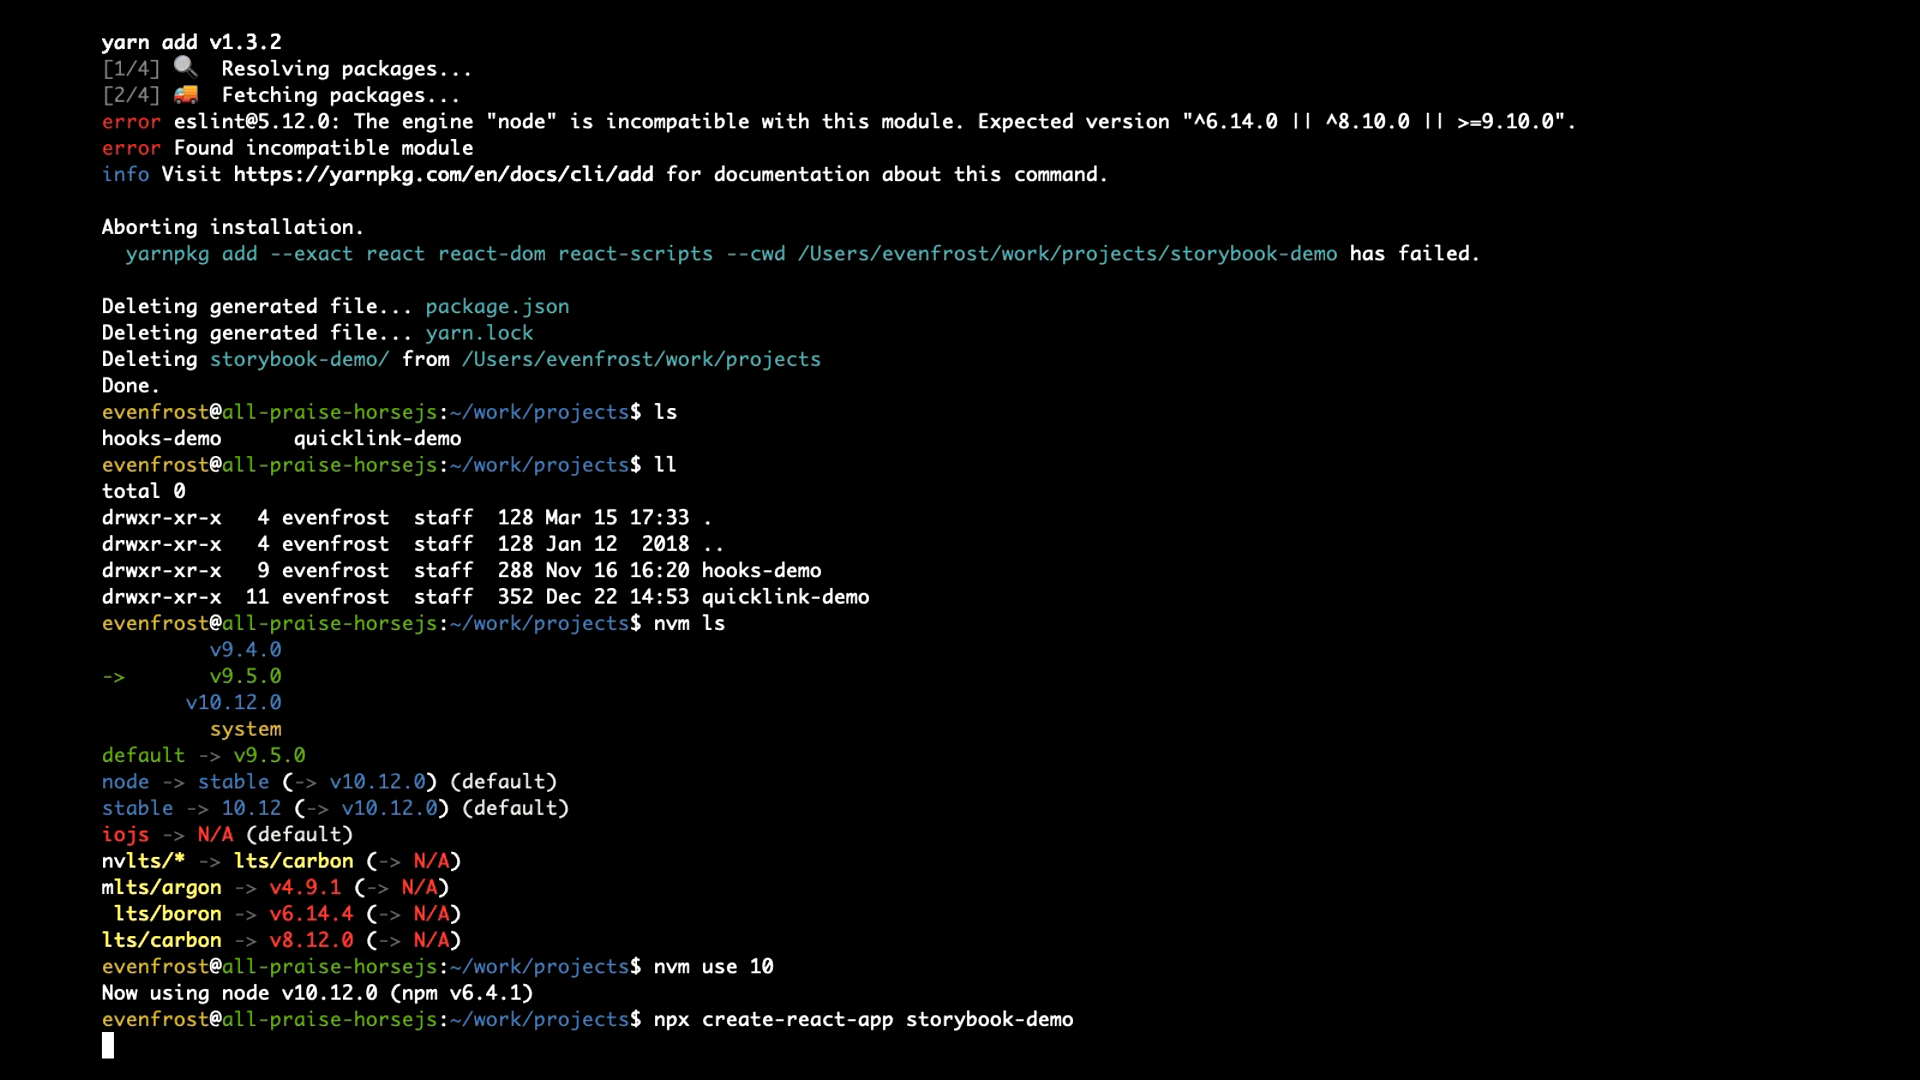 yarn add v1.3.2
[1/4] 🔍  Resolving packages...
[2/4] 🚚  Fetching packages...
error eslint@5.12.0: The engine "node" is incompatible with this module. Expected version "^6.14.0 || ^8.10.0 || >=9.10.0".
error Found incompatible module
info Visit https://yarnpkg.com/en/docs/cli/add for documentation about this command.

Aborting installation.
  yarnpkg add --exact react react-dom react-scripts --cwd /Users/evenfrost/work/projects/storybook-demo has failed.

Deleting generated file... package.json
Deleting generated file... yarn.lock
Deleting storybook-demo/ from /Users/evenfrost/work/projects
Done.
evenfrost@all-praise-horsejs:~/work/projects$ ls
hooks-demo      quicklink-demo
evenfrost@all-praise-horsejs:~/work/projects$ ll
total 0
drwxr-xr-x   4 evenfrost  staff  128 Mar 15 17:33 .
drwxr-xr-x   4 evenfrost  staff  128 Jan 12  2018 ..
drwxr-xr-x   9 evenfrost  staff  288 Nov 16 16:20 hooks-demo
drwxr-xr-x  11 evenfrost  staff  352 Dec 22 14:53 quicklink-demo
evenfrost@all-praise-horsejs:~/work/projects$ nvm ls
         v9.4.0
->       v9.5.0
       v10.12.0
         system
default -> v9.5.0
node -> stable (-> v10.12.0) (default)
stable -> 10.12 (-> v10.12.0) (default)
iojs -> N/A (default)
nvlts/* -> lts/carbon (-> N/A)
mlts/argon -> v4.9.1 (-> N/A)
 lts/boron -> v6.14.4 (-> N/A)
lts/carbon -> v8.12.0 (-> N/A)
evenfrost@all-praise-horsejs:~/work/projects$ nvm use 10
Now using node v10.12.0 (npm v6.4.1)
evenfrost@all-praise-horsejs:~/work/projects$ npx create-react-app storybook-demo